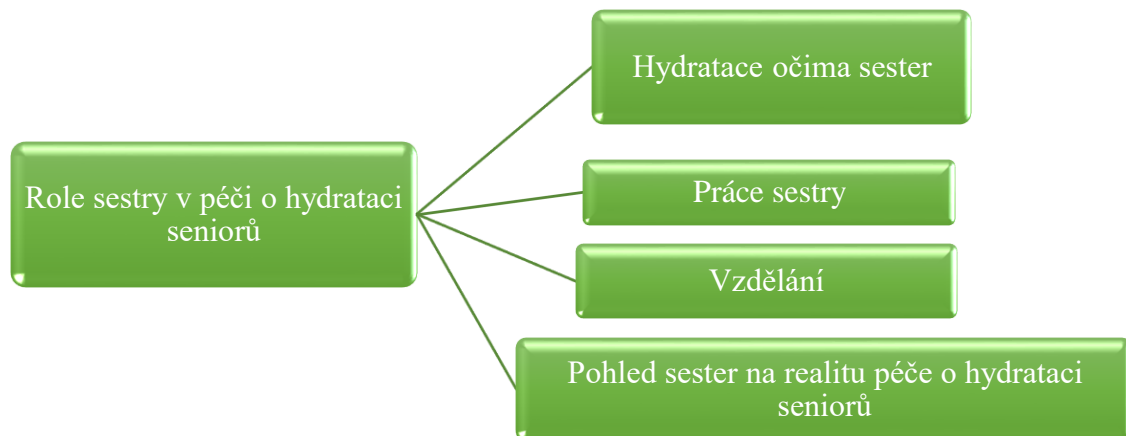 Hydratace očima sester
Role sestry v péči o hydrataci
seniorů
Práce sestry
Vzdělání
Pohled sester na realitu péče o hydrataci
seniorů